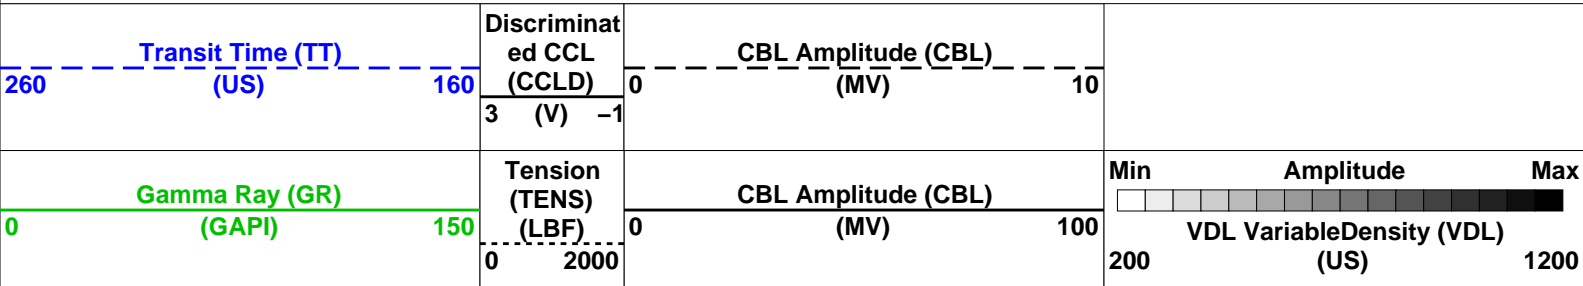 Transit Time (TT)
260 (US) 160
Discriminat
ed CCL
(CCLD)
3 (V) –1
CBL Amplitude (CBL)
0 (MV) 10
Gamma Ray (GR)
0 (GAPI) 150
Tension
(TENS)
(LBF)
0 2000
CBL Amplitude (CBL)
0 (MV) 100
Min Amplitude Max
VDL VariableDensity (VDL)
200 (US) 1200